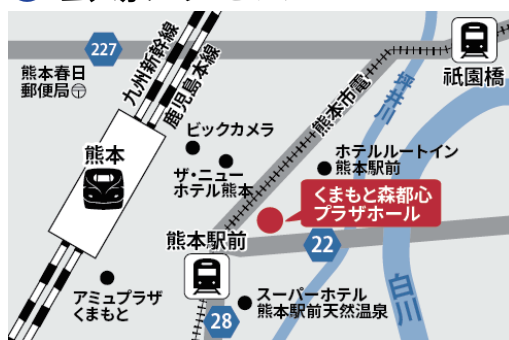 227
熊本春日
郵便局〒
九州新幹線
鹿児島本線
熊本市電
坪井川
祇園橋
熊本
ビックカメラ
ザ・ニュー
ホテル熊本
ホテルルートイン
熊本駅前
くまもと森都心
プラザホール
熊本駅前
22
白川
アミュプラザ
くまもと
28
スーパーホテル
熊本駅前天然温泉